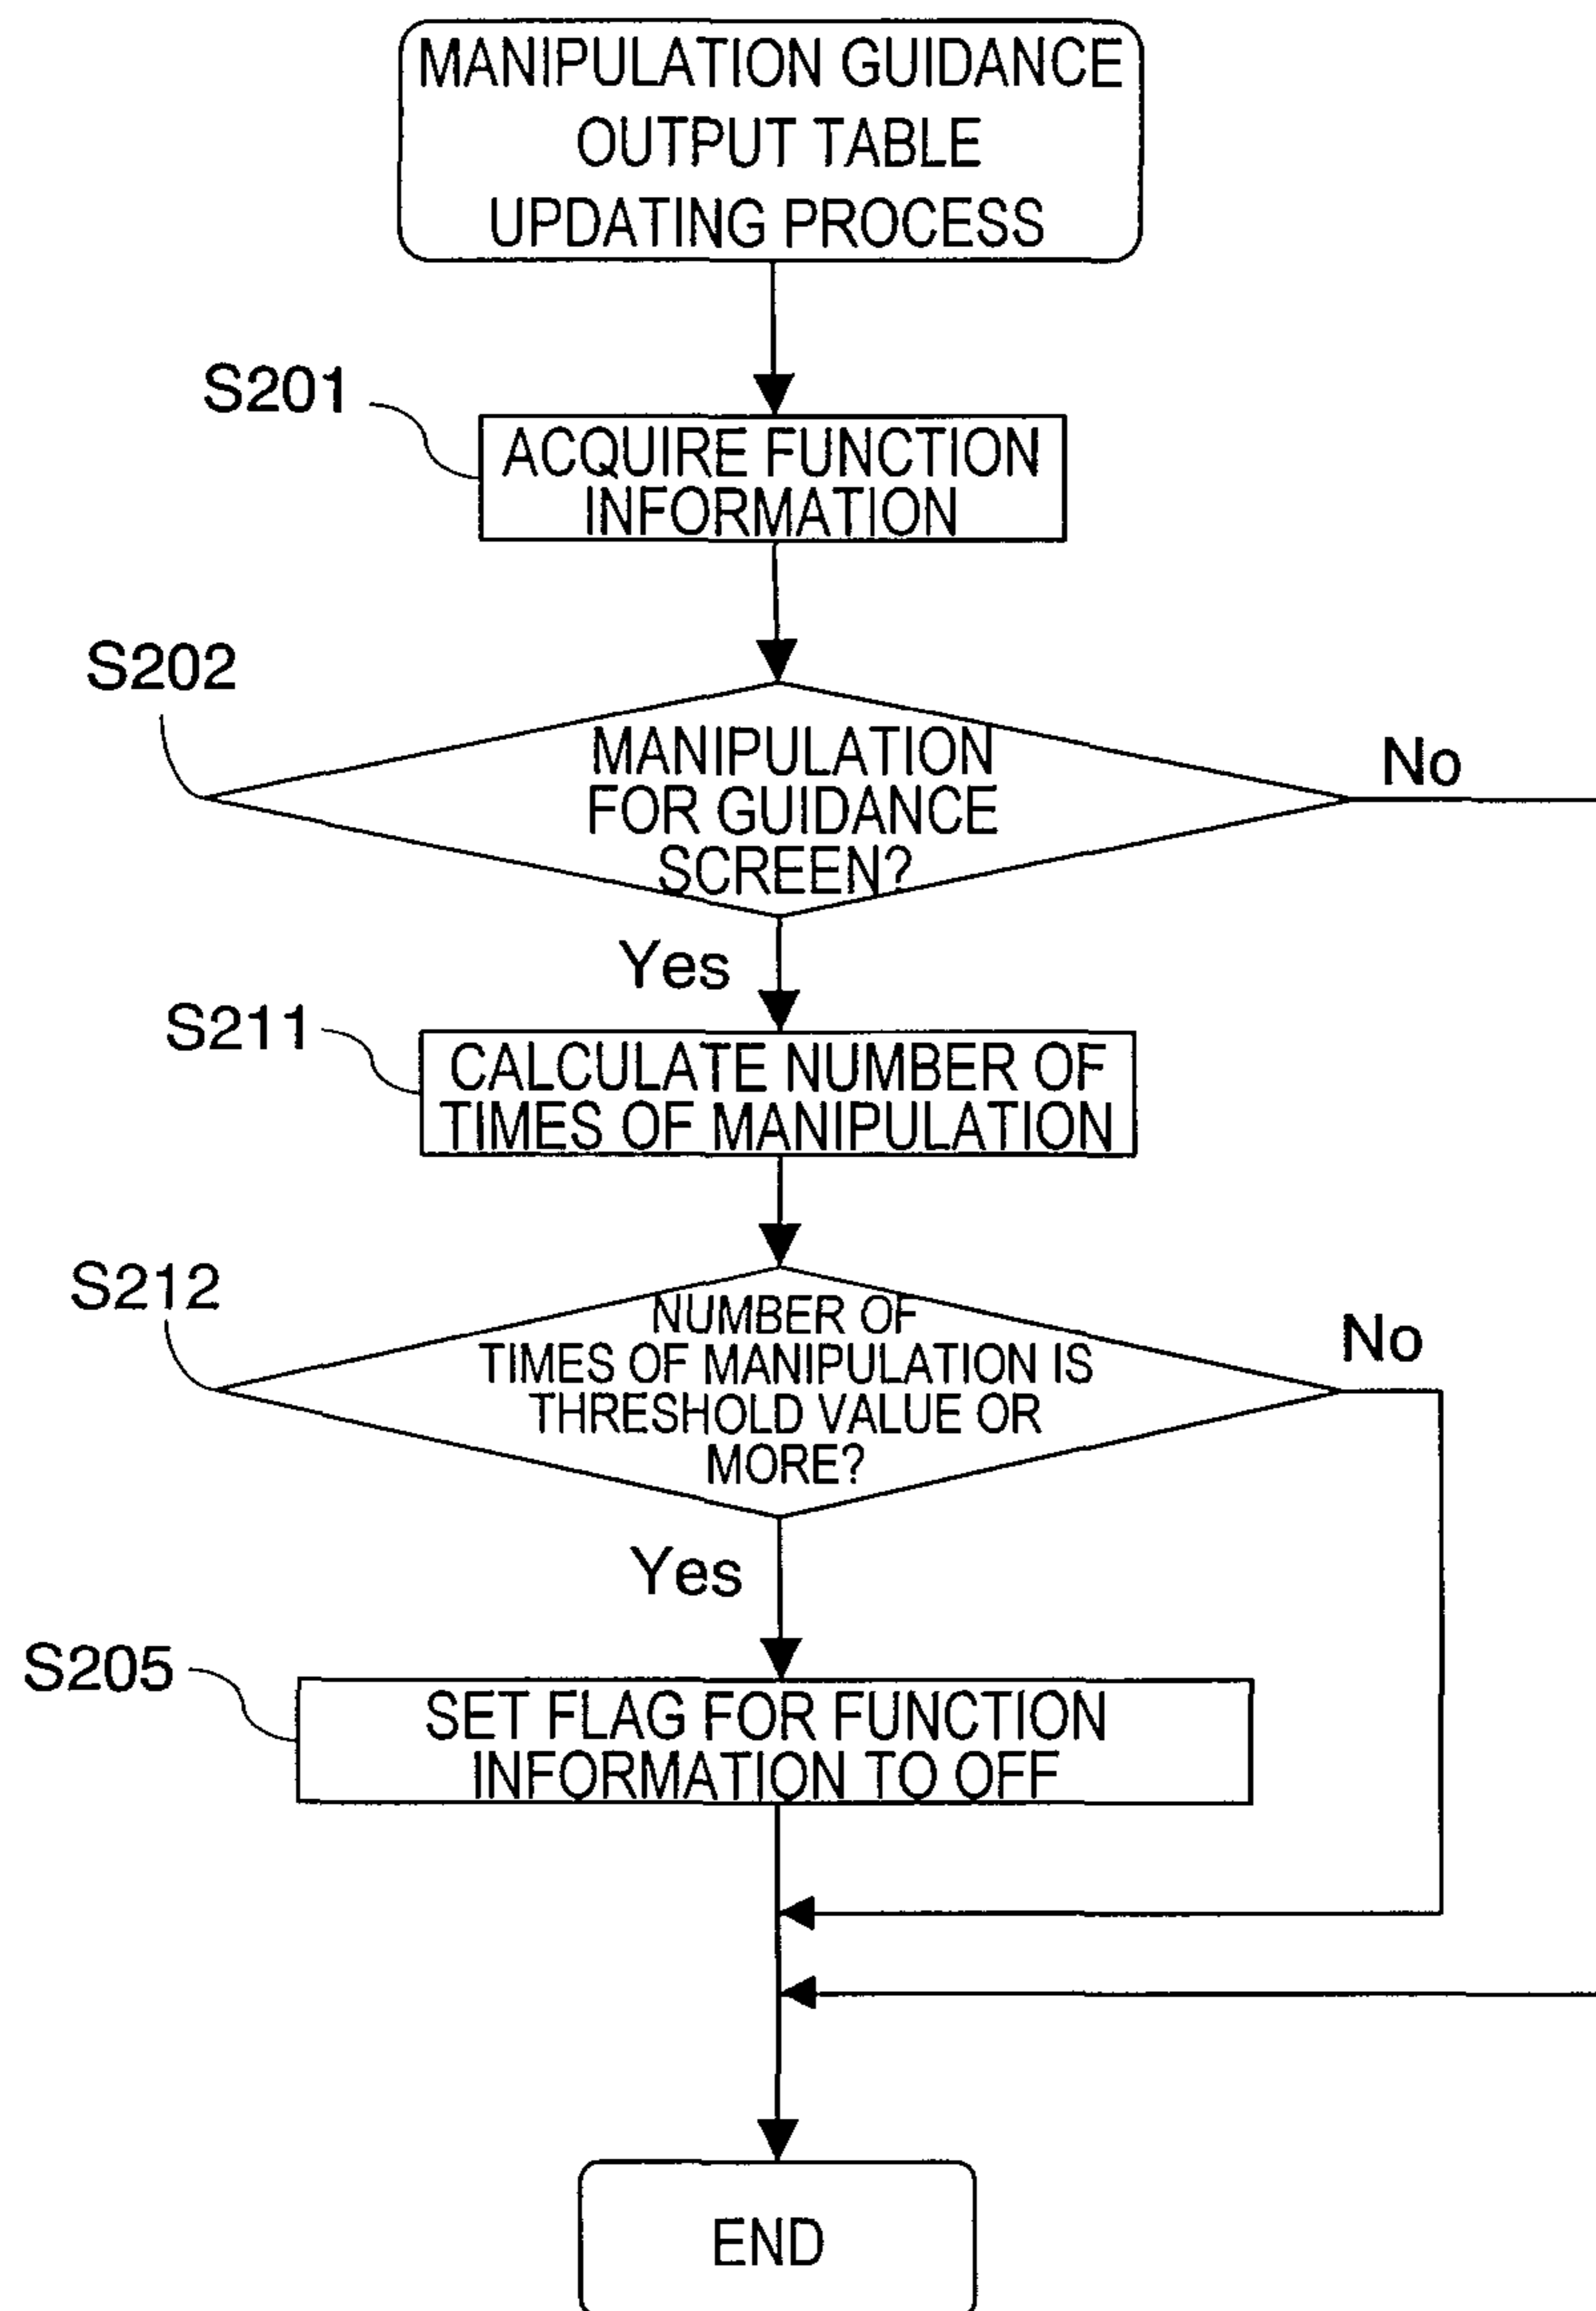 MANIPULATION GUIDANCE
OUTPUT TABLE
UPDATING PROCESS
S201
ACQUIRE FUNCTION
INFORMATION
S202
MANIPULATION
FOR GUIDANCE
SCREEN?
No
Yes
S211
CALCULATE NUMBER OF
TIMES OF MANIPULATION
S212
NUMBER OF
TIMES OF MANIPULATION IS
THRESHOLD VALUE OR
MORE?
No
Yes
S205
SET FLAG FOR FUNCTION
INFORMATION TO OFF
END